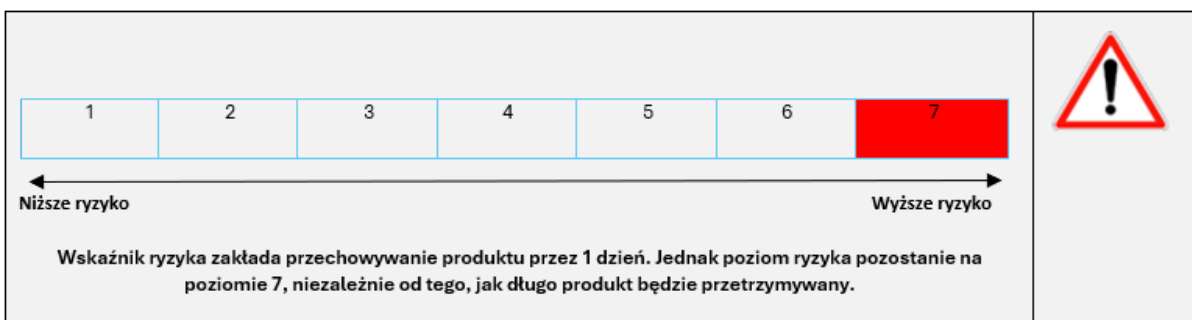 1 2 3 4 5 6 7
Niższe ryzyko Wyższe ryzyko
Wskaźnik ryzyka zakłada przechowywanie produktu przez 1 dzień. Jednak poziom ryzyka pozostanie na
poziomie 7, niezależnie od tego, jak długo produkt będzie przetrzymywany.